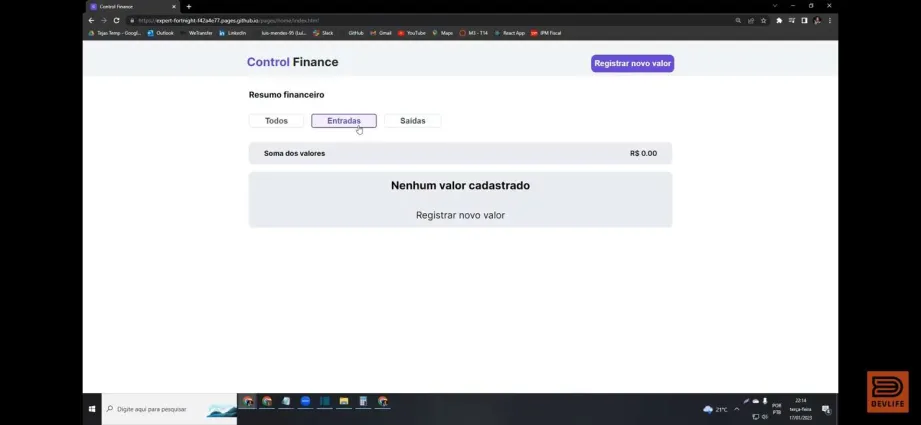 Control Finance
https://expert-fortnight-f42a4e77.pages.github.io/pages/home/index.html
Tejas Temp – Googl...
Outlook
WeTransfer
LinkedIn
luis-mendes-95 (Lui...
Slack
GitHub
Gmail
YouTube
Maps
M3 - T14
React App
IPM Fiscal
Control Finance
Registrar novo valor
Resumo financeiro
Todos
Entradas
Saídas
Soma dos valores
R$ 0.00
Nenhum valor cadastrado
Registrar novo valor
Digite aqui para pesquisar
21°C
POR
PTB
22:14
terça-feira
17/01/2023
DEVLIFE